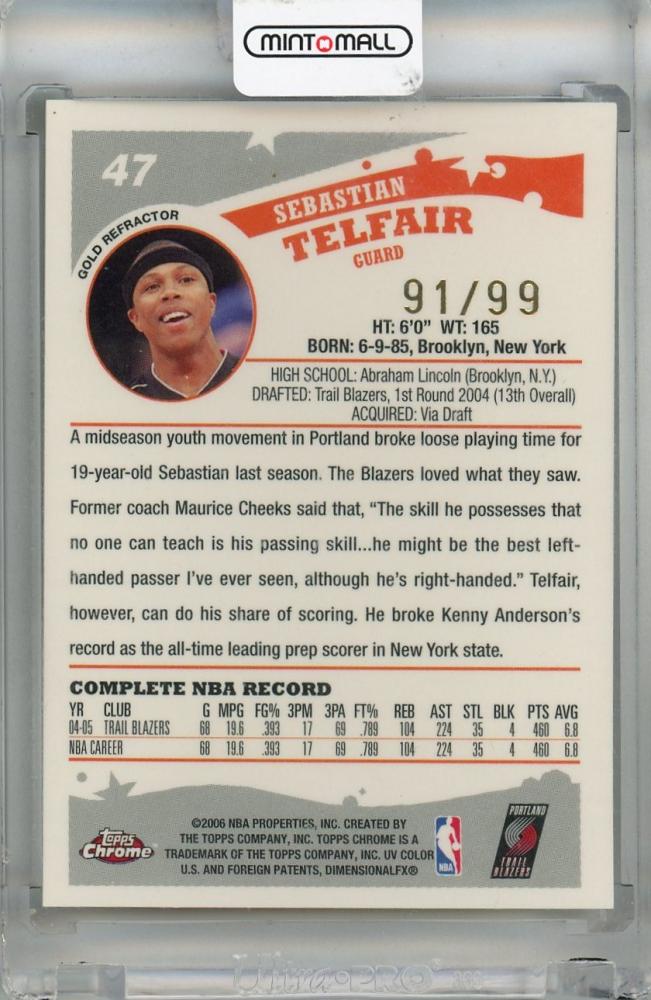 MINT MALL
47
GOLD REFRACTOR
SEBASTIAN
TELFAIR
GUARD
91/99
HT: 6'0" WT: 165
BORN: 6-9-85, Brooklyn, New York
HIGH SCHOOL: Abraham Lincoln (Brooklyn, N.Y.)
DRAFTED: Trail Blazers, 1st Round 2004 (13th Overall)
ACQUIRED: Via Draft
A midseason youth movement in Portland broke loose playing time for
19-year-old Sebastian last season. The Blazers loved what they saw.
Former coach Maurice Cheeks said that, “The skill he possesses that
no one can teach is his passing skill...he might be the best left-
handed passer I've ever seen, although he's right-handed.” Telfair,
however, can do his share of scoring. He broke Kenny Anderson's
record as the all-time leading prep scorer in New York state.
COMPLETE NBA RECORD
YR CLUB G MPG FG% 3PM 3PA FT% REB AST STL BLK PTS AVG
04-05 TRAIL BLAZERS 68 19.6 .393 17 69 .789 104 224 35 4 460 6.8
NBA CAREER 68 19.6 .393 17 69 .789 104 224 35 4 460 6.8
Topps Chrome®
©2006 NBA PROPERTIES, INC. CREATED BY
THE TOPPS COMPANY, INC. TOPPS CHROME IS A
TRADEMARK OF THE TOPPS COMPANY, INC. UV COLOR
U.S. AND FOREIGN PATENTS, DIMENSIONALFX®
NBA
PORTLAND
TRAIL
BLAZERS
Ultra•PRO